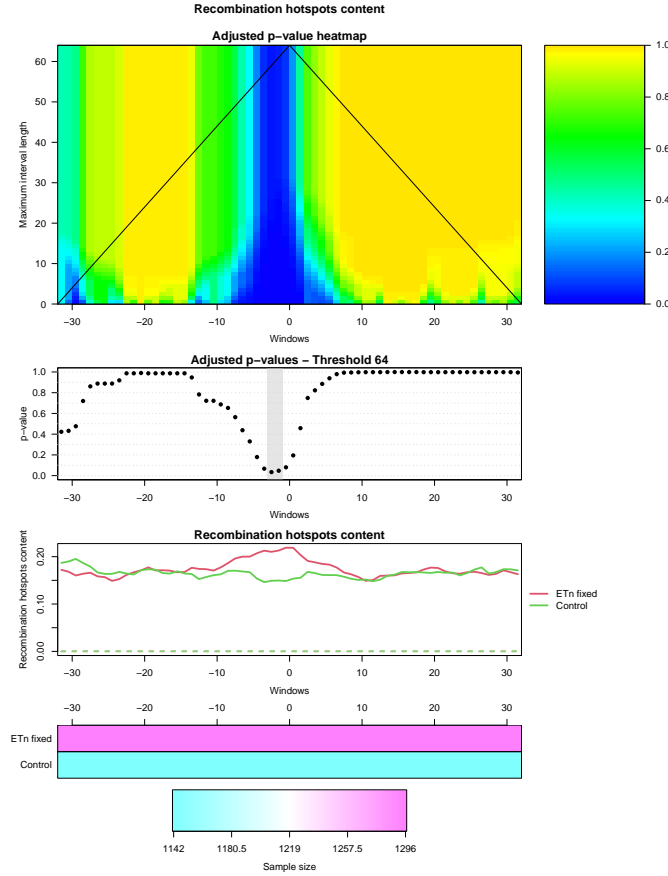 Recombination hotspots content
Adjusted p−value heatmap
Maximum interval length
60
50
40
30
20
10
0
−30 −20 −10 0 10 20 30
Windows
1.0
0.8
0.6
0.4
0.2
0.0
Adjusted p−values − Threshold 64
p−value
1.0
0.8
0.6
0.4
0.2
0.0
−30 −20 −10 0 10 20 30
Windows
Recombination hotspots content
Recombination hotspots content
0.20
0.10
0.00
−30 −20 −10 0 10 20 30
Windows
ETn fixed
Control
−30 −20 −10 0 10 20 30
ETn fixed
Control
1142 1180.5 1219 1257.5 1296
Sample size